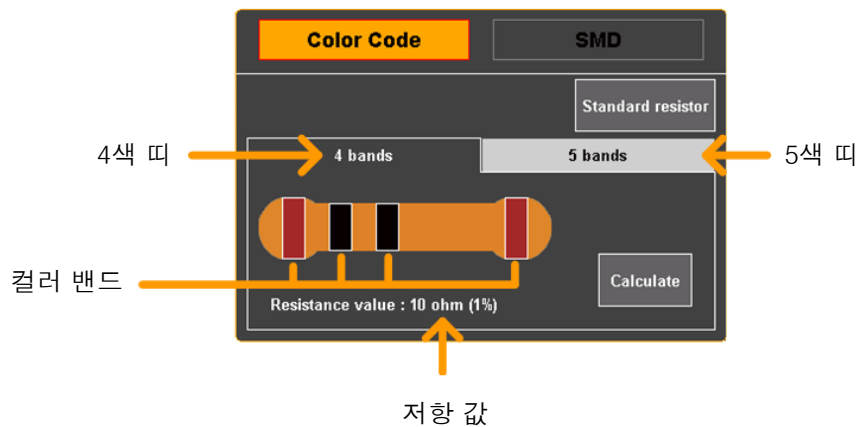 Color Code
SMD
Standard resistor
4색 띠
4 bands
5 bands
5색 띠
컬러 밴드
Calculate
Resistance value : 10 ohm (1%)
저항 값